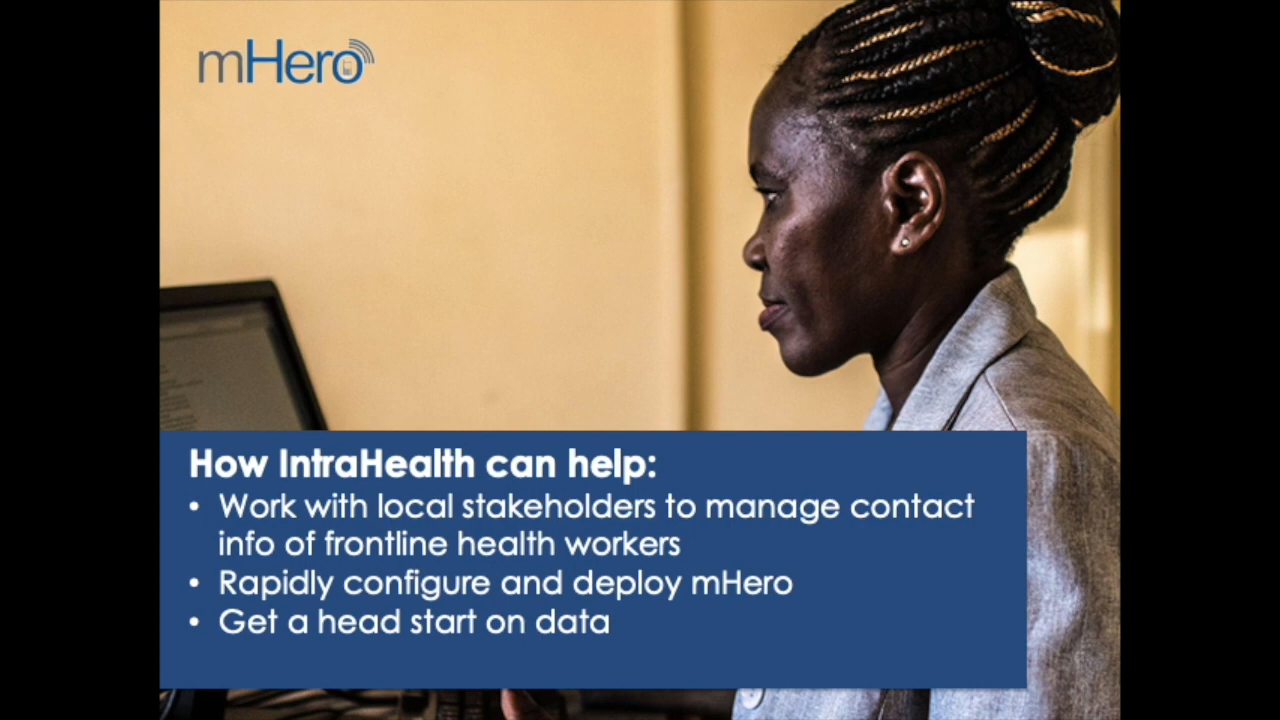 mHero
How IntraHealth can help:
• Work with local stakeholders to manage contact
info of frontline health workers
• Rapidly configure and deploy mHero
• Get a head start on data